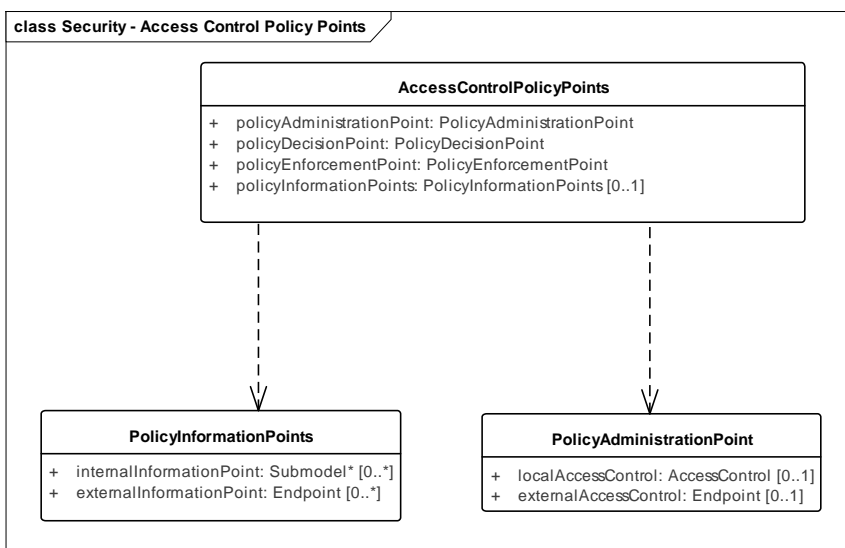 class Security - Access Control Policy Points
AccessControlPolicyPoints
+ policyAdministrationPoint: PolicyAdministrationPoint
+ policyDecisionPoint: PolicyDecisionPoint
+ policyEnforcementPoint: PolicyEnforcementPoint
+ policyInformationPoints: PolicyInformationPoints [0..1]
PolicyInformationPoints
+ internalInformationPoint: Submodel* [0..*]
+ externalInformationPoint: Endpoint [0..*]
PolicyAdministrationPoint
+ localAccessControl: AccessControl [0..1]
+ externalAccessControl: Endpoint [0..1]